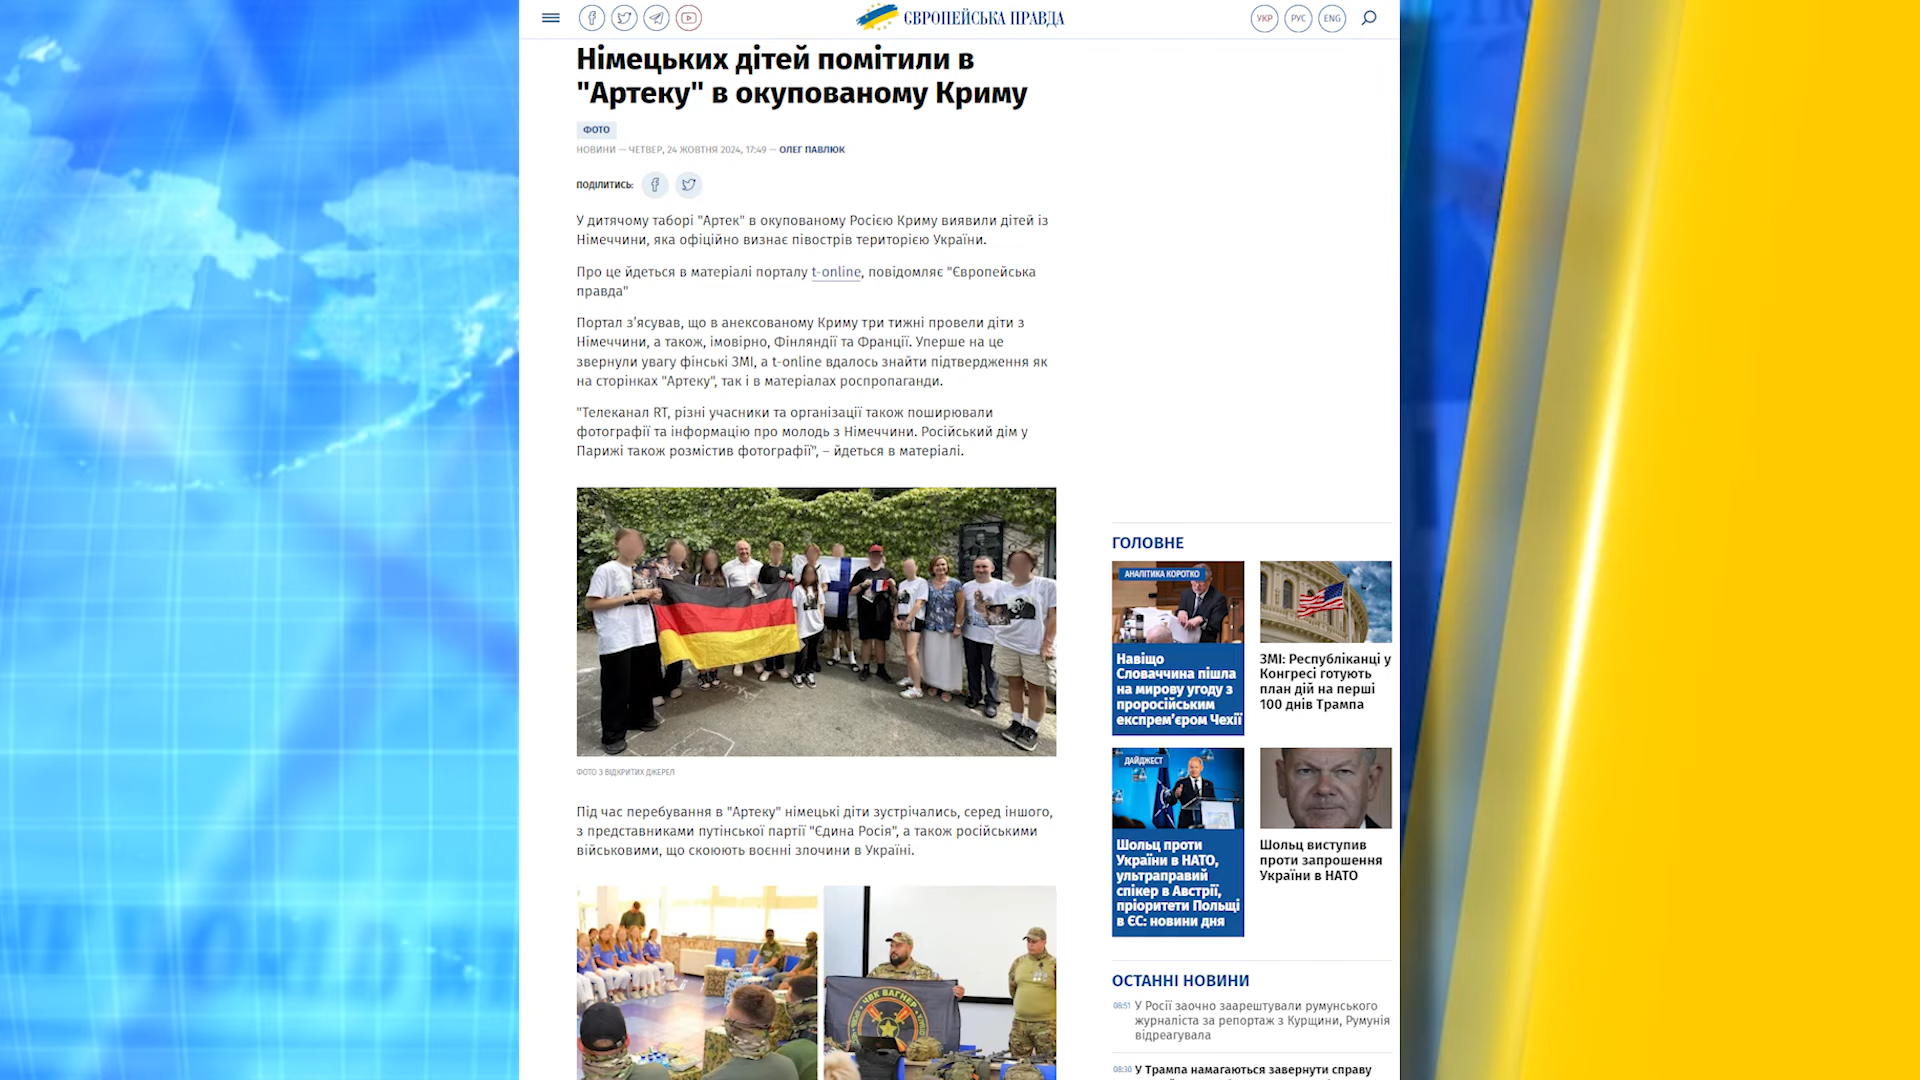 ЄВРОПЕЙСЬКА ПРАВДА
УКР
РУС
ENG
Німецьких дітей помітили в
"Артеку" в окупованому Криму
ФОТО
НОВИНИ — ЧЕТВЕР, 24 ЖОВТНЯ 2024, 17:49 — ОЛЕГ ПАВЛЮК
ПОДІЛИТИСЬ:
У дитячому таборі "Артек" в окупованому Росією Криму виявили дітей із
Німеччини, яка офіційно визнає півострів територією України.
Про це йдеться в матеріалі порталу t-online, повідомляє "Європейська
правда"
Портал з’ясував, що в анексованому Криму три тижні провели діти з
Німеччини, а також, імовірно, Фінляндії та Франції. Уперше на це
звернули увагу фінські ЗМІ, а t-online вдалось знайти підтвердження як
на сторінках "Артеку", так і в матеріалах роспропаганди.
"Телеканал RT, різні учасники та організації також поширювали
фотографії та інформацію про молодь з Німеччини. Російський дім у
Парижі також розмістив фотографії", – йдеться в матеріалі.
ФОТО З ВІДКРИТИХ ДЖЕРЕЛ
Під час перебування в "Артеку" німецькі діти зустрічались, серед іншого,
з представниками путінської партії "Єдина Росія", а також російськими
військовими, що скоюють воєнні злочини в Україні.
ЧВК ВАГНЕР
ГОЛОВНЕ
АНАЛІТИКА КОРОТКО
Навіщо
Словаччина пішла
на мирову угоду з
проросійським
експрем’єром Чехії
ЗМІ: Республіканці у
Конгресі готують
план дій на перші
100 днів Трампа
ДАЙДЖЕСТ
Шольц проти
України в НАТО,
ультраправий
спікер в Австрії,
пріоритети Польщі
в ЄС: новини дня
Шольц виступив
проти запрошення
України в НАТО
ОСТАННІ НОВИНИ
08:51 У Росії заочно заарештували румунського
журналіста за репортаж з Курщини, Румунія
відреагувала
08:30 У Трампа намагаються завернути справу